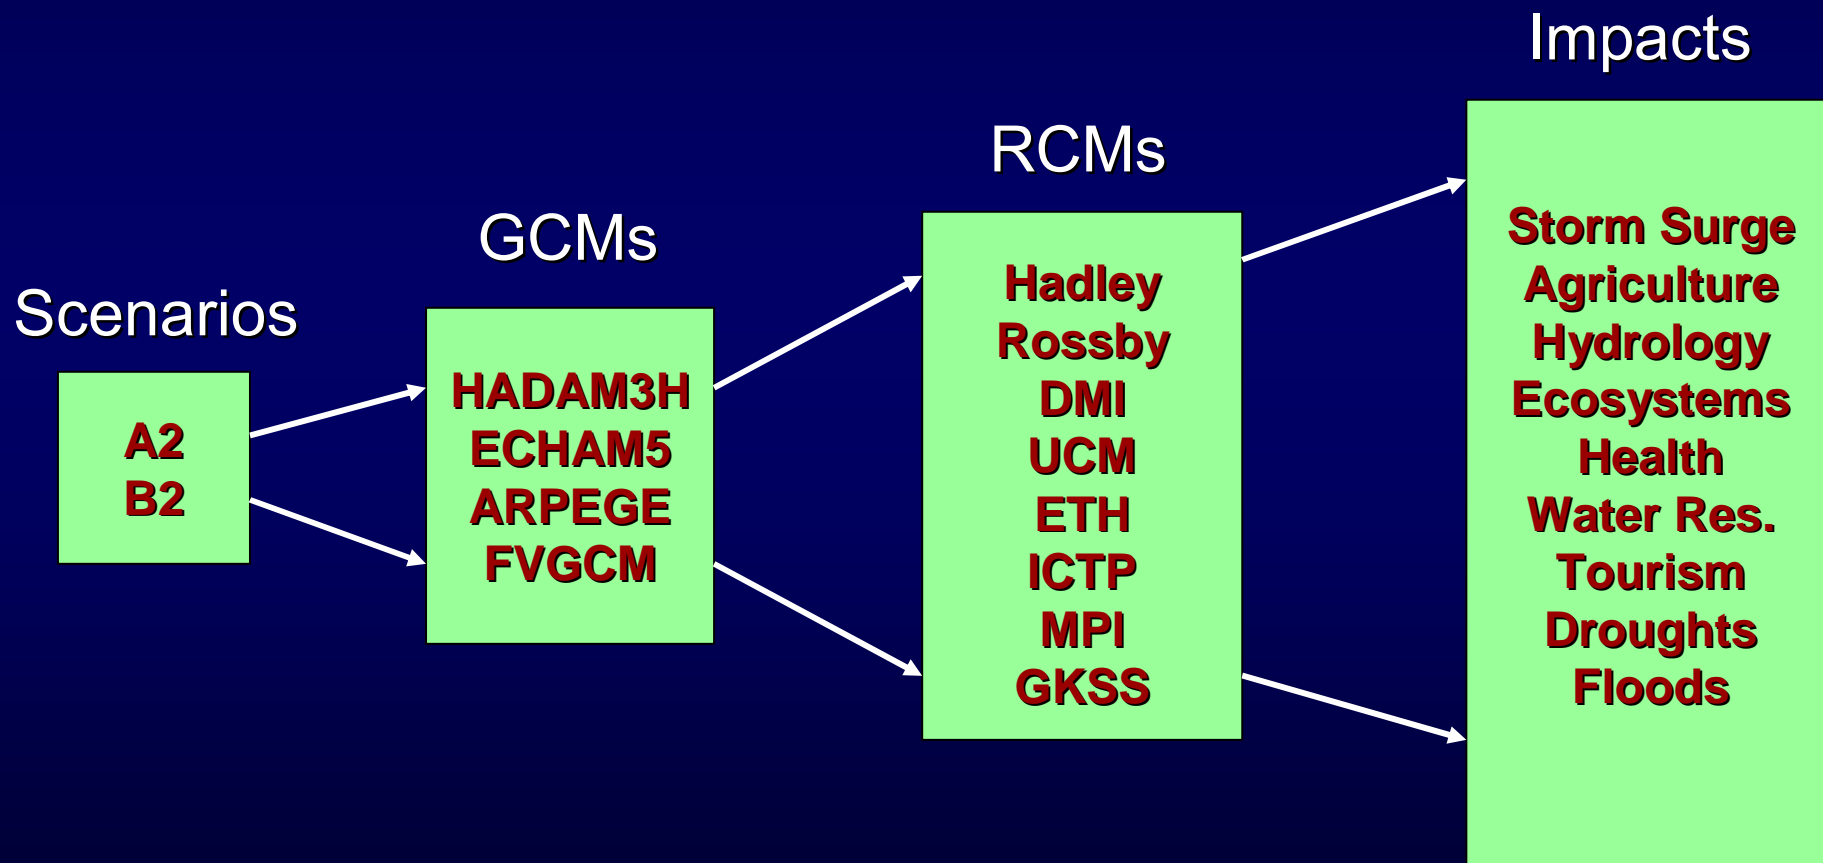 Scenarios
A2
B2
GCMs
HADAM3H
ECHAM5
ARPEGE
FVGCM
RCMs
Hadley
Rossby
DMI
UCM
ETH
ICTP
MPI
GKSS
Impacts
Storm Surge
Agriculture
Hydrology
Ecosystems
Health
Water Res.
Tourism
Droughts
Floods